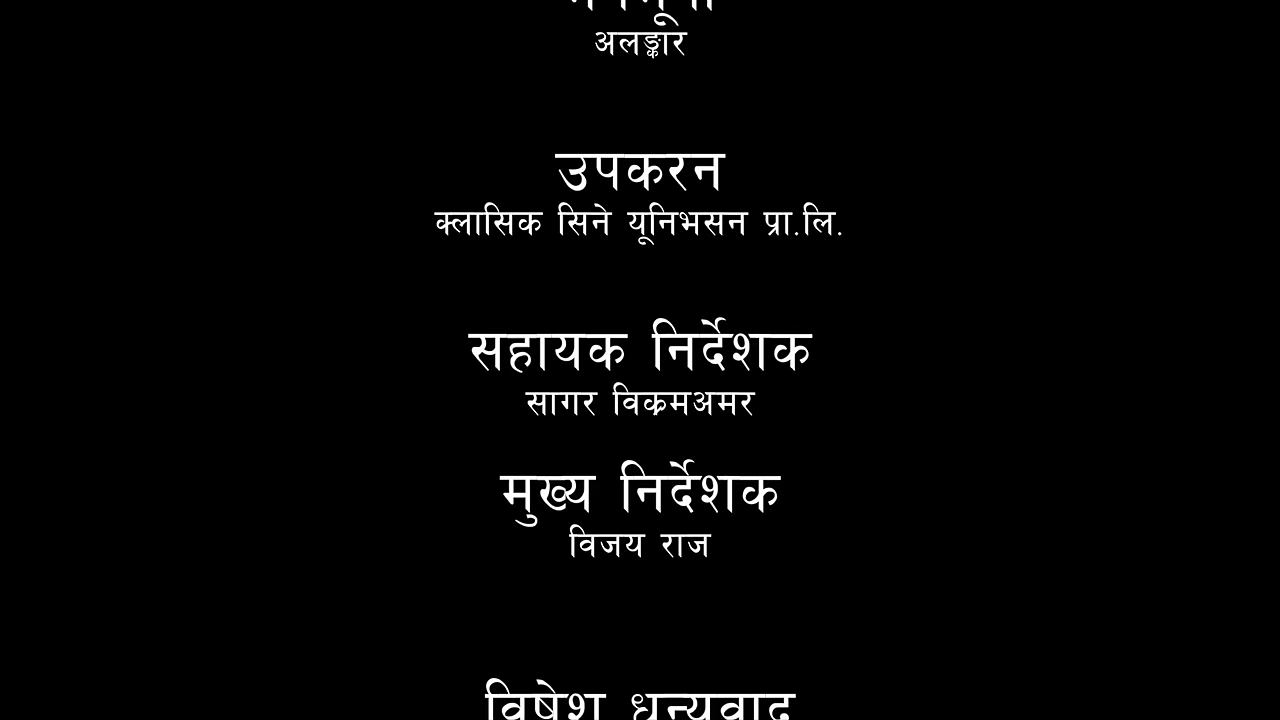 अलङ्कार
उपकरन
क्लासिक सिने यूनिभसन प्रा.लि.
सहायक निर्देशक
सागर विक्रमअमर
मुख्य निर्देशक
विजय राज
विषेश धन्यवाद